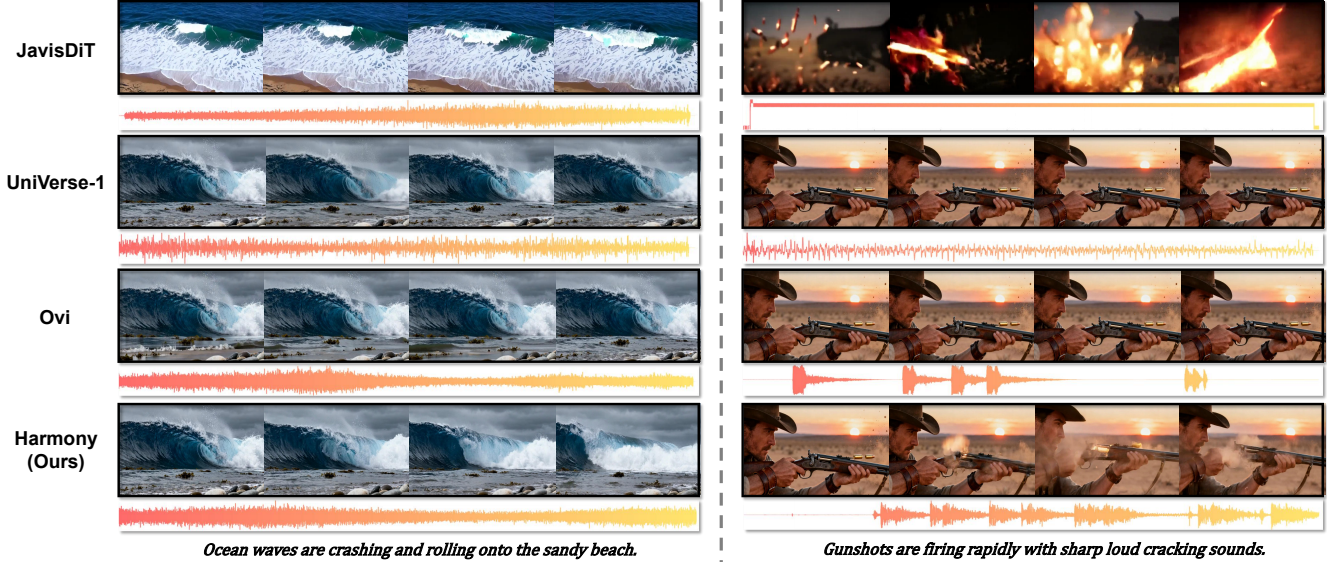 JavisDiT
UniVerse-1
Ovi
Harmony
(Ours)
Ocean waves are crashing and rolling onto the sandy beach.
Gunshots are firing rapidly with sharp loud cracking sounds.